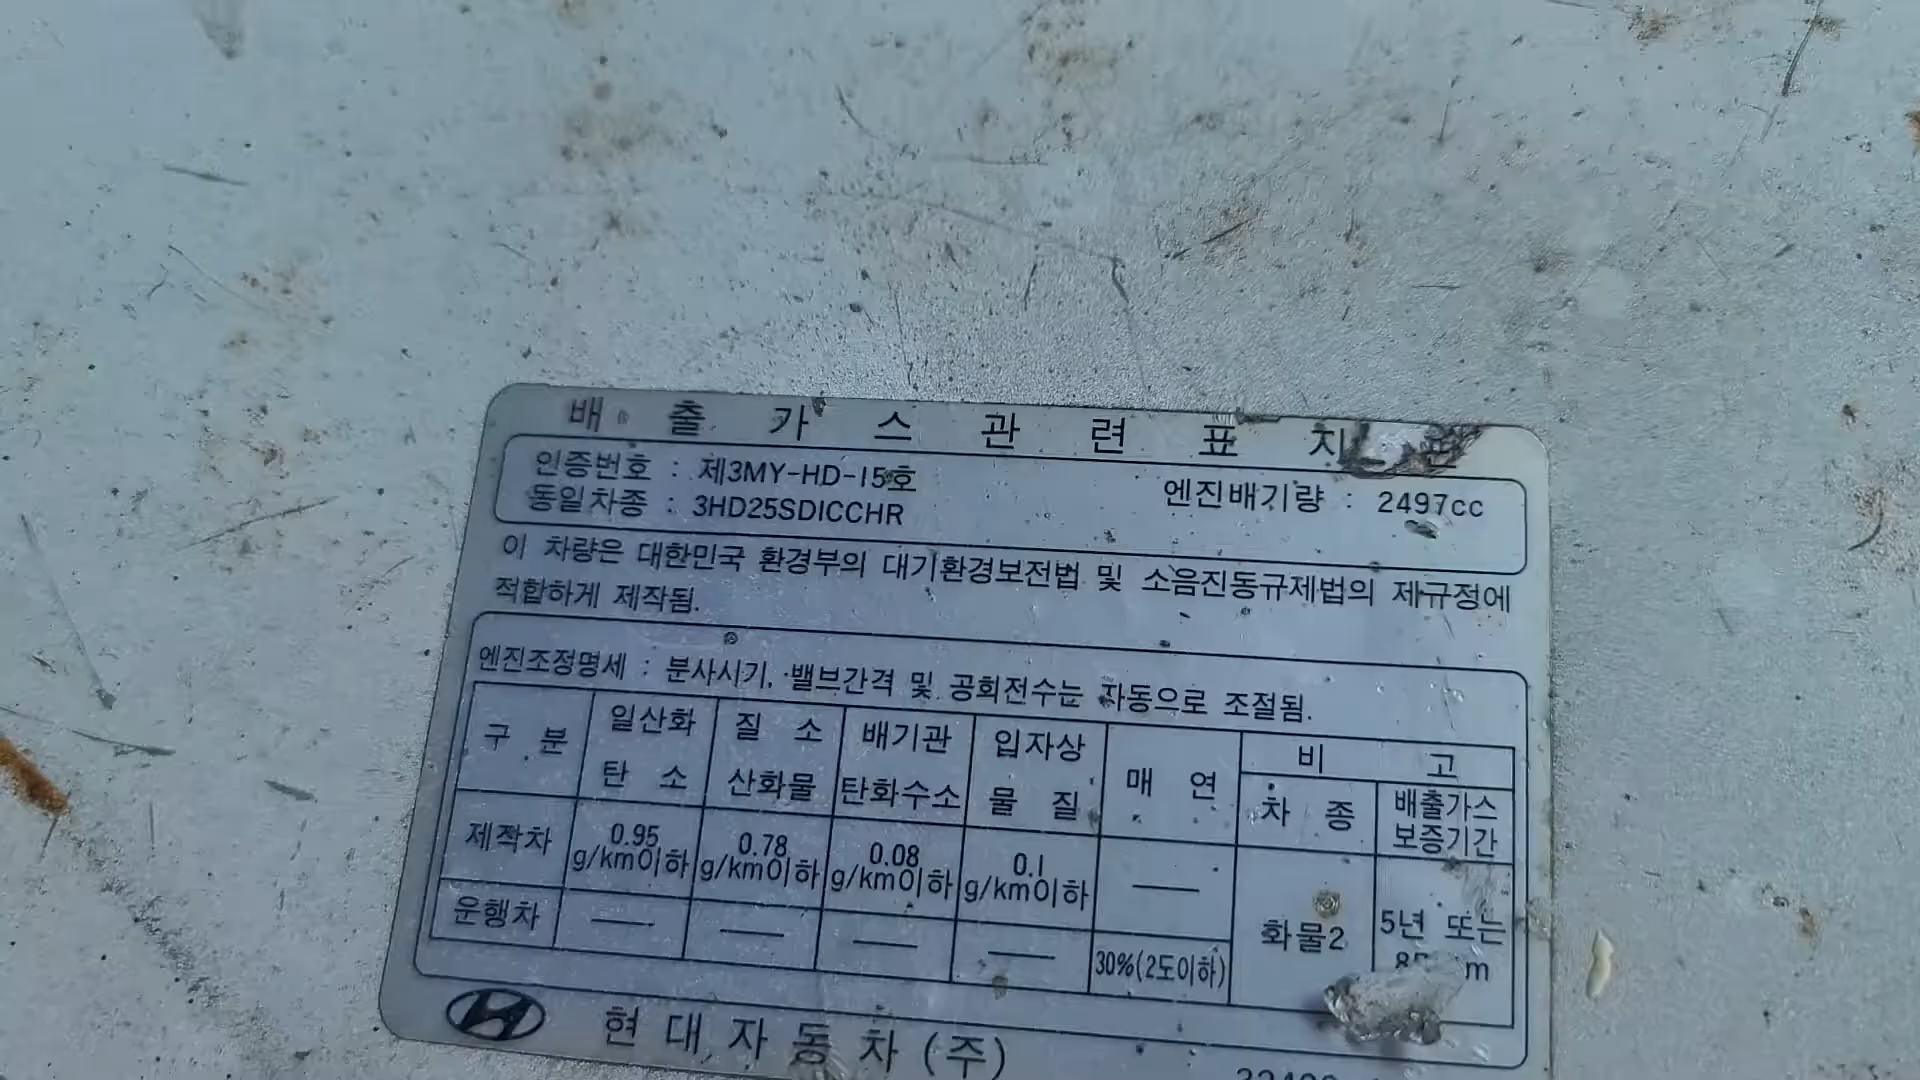 배출가스관련표지판
인증번호 : 제3MY-HD-15호
엔진배기량 : 2497cc
동일차종 : 3HD25SDICCHR
이 차량은 대한민국 환경부의 대기환경보전법 및 소음진동규제법의 제규정에
적합하게 제작됨.
엔진조정명세 : 분사시기, 밸브간격 및 공회전수는 자동으로 조절됨.
구 분 일산화탄소 질소산화물 배기관탄화수소 입자상물질 매연 비고
차종 배출가스보증기간
제작차 0.95 g/km이하 0.78 g/km이하 0.08 g/km이하 0.1 g/km이하 —
운행차 — — — — 30%(2도이하)
화물2 5년 또는
현대자동차(주)